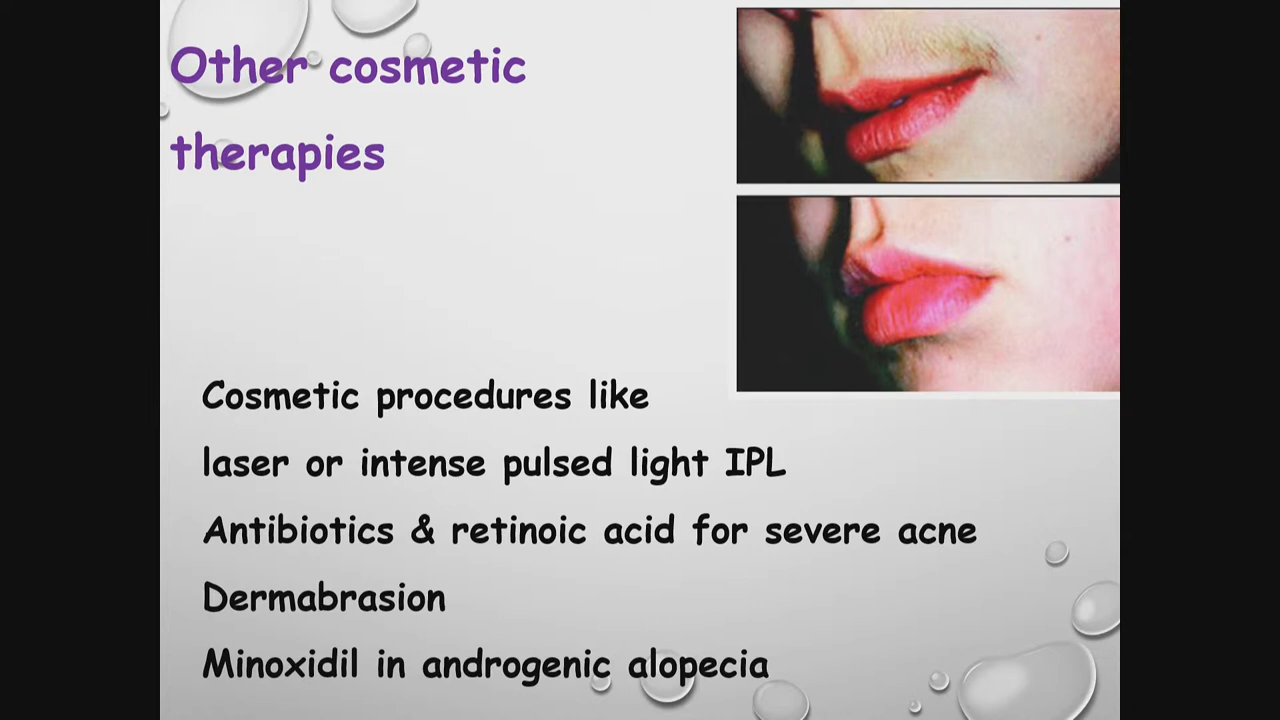 Other cosmetic
therapies
Cosmetic procedures like
laser or intense pulsed light IPL
Antibiotics & retinoic acid for severe acne
Dermabrasion
Minoxidil in androgenic alopecia